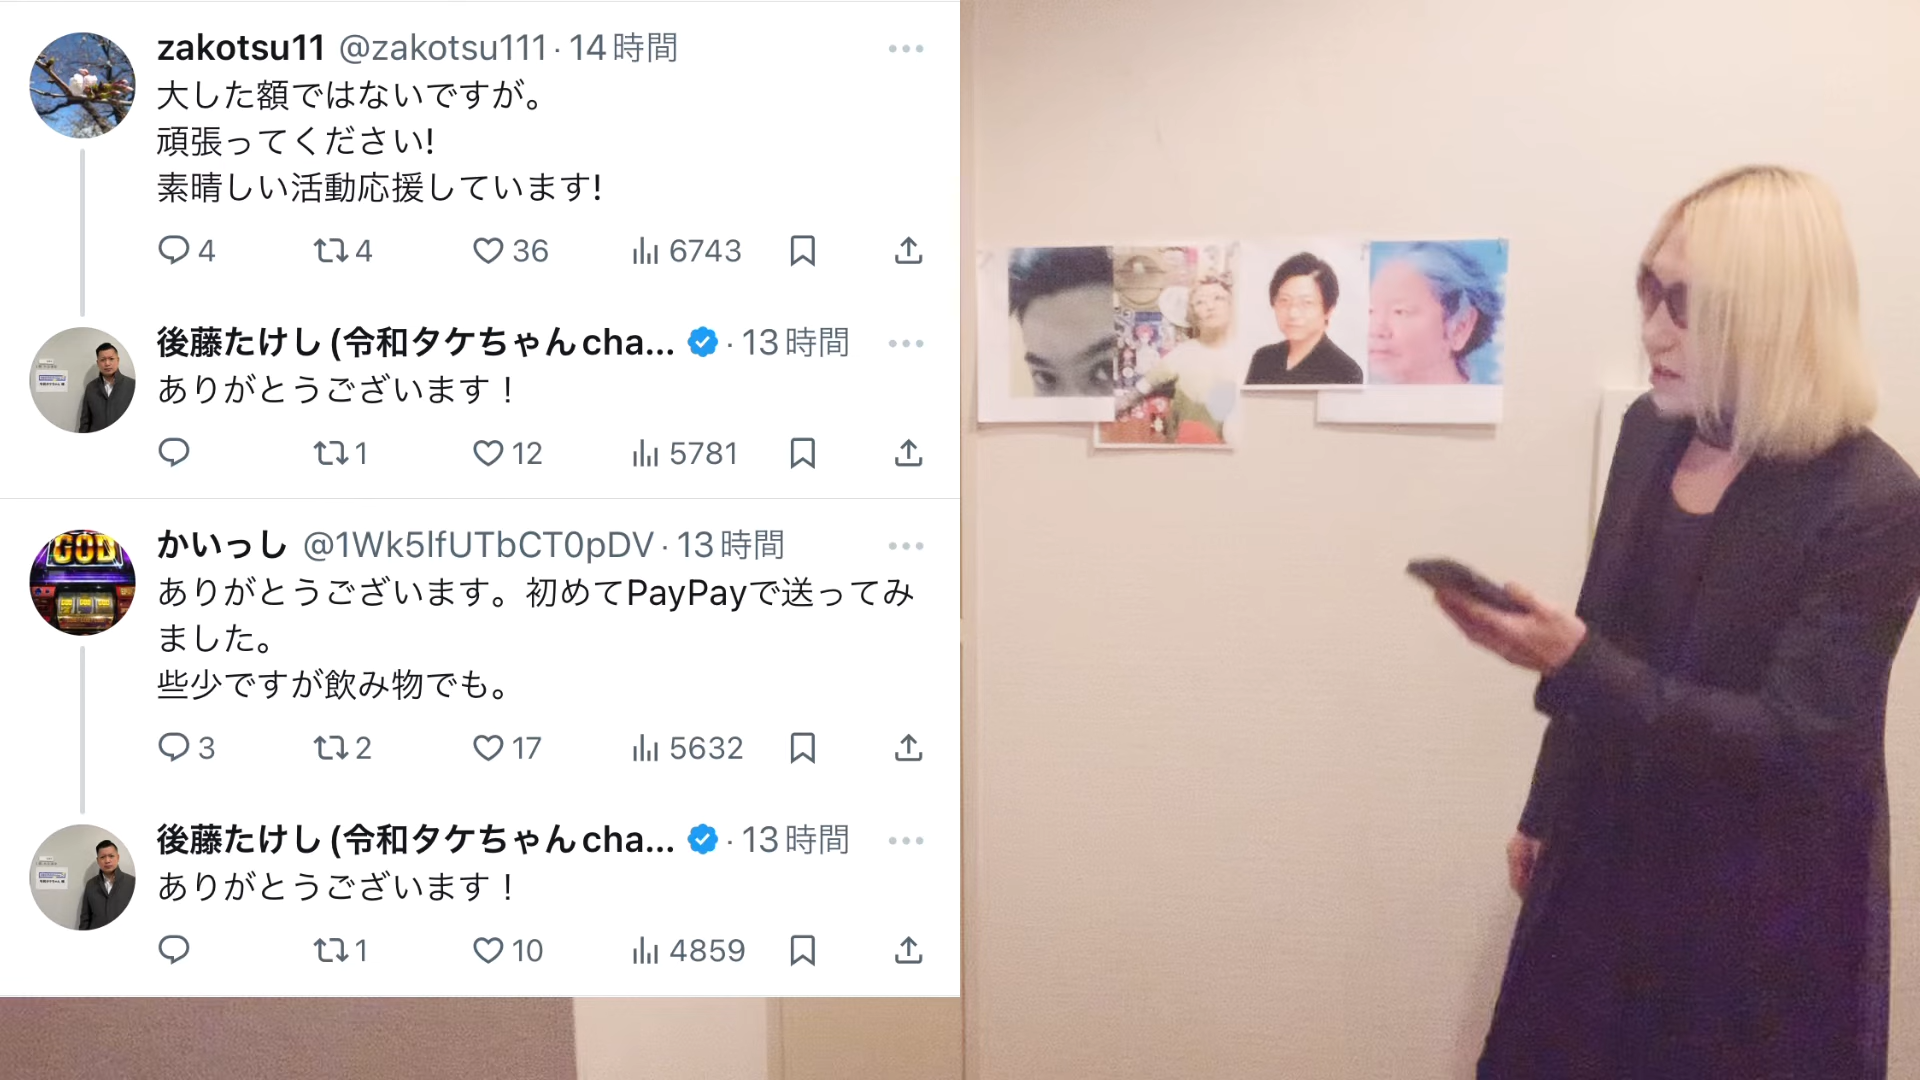 zakotsu11 @zakotsu111 · 14時間
大した額ではないですが。
頑張ってください!
素晴しい活動応援しています!
4 4 36 6743
後藤たけし (令和タケちゃんcha... · 13時間
ありがとうございます！
1 12 5781
かいっし @1Wk5lfUTbCT0pDV · 13時間
ありがとうございます。初めてPayPayで送ってみ
ました。
些少ですが飲み物でも。
3 2 17 5632
後藤たけし (令和タケちゃんcha... · 13時間
ありがとうございます！
1 10 4859
GOD